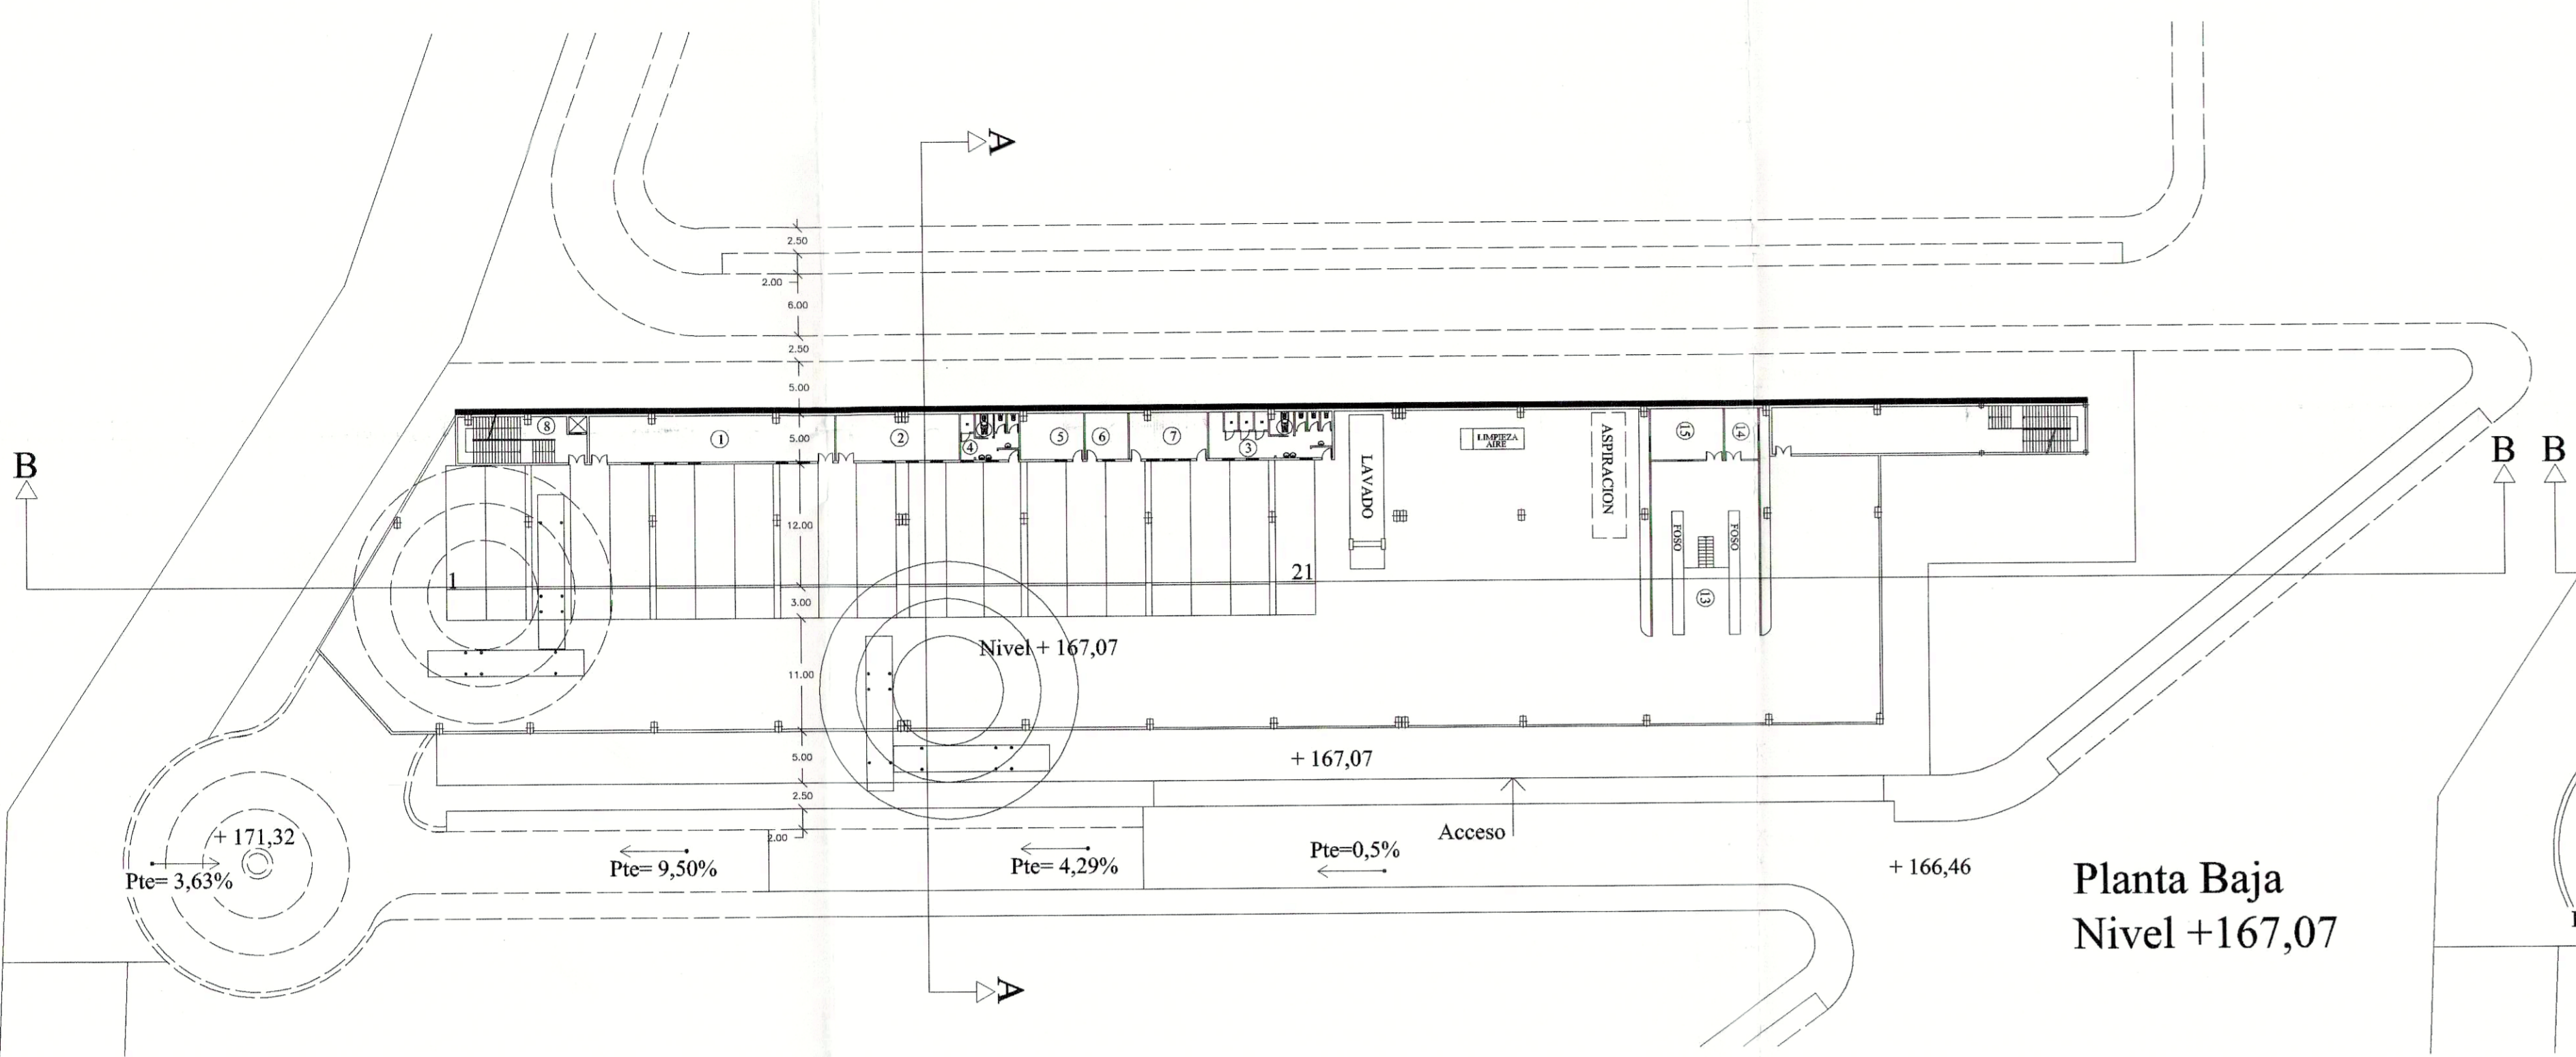 A
2.50
2.00
6.00
2.50
5.00
8
1
5.00
2
4
5
6
7
3
LAVADO
LIMPIEZA
AIRE
ASPIRACION
15
14
B
B
B
12.00
FOSO
FOSO
1
21
3.00
13
Nivel + 167,07
11.00
5.00
+ 167,07
2.50
2.00
Acceso
+ 171,32
Pte= 3,63%
Pte= 9,50%
Pte= 4,29%
Pte=0,5%
+ 166,46
Planta Baja
Nivel +167,07
A